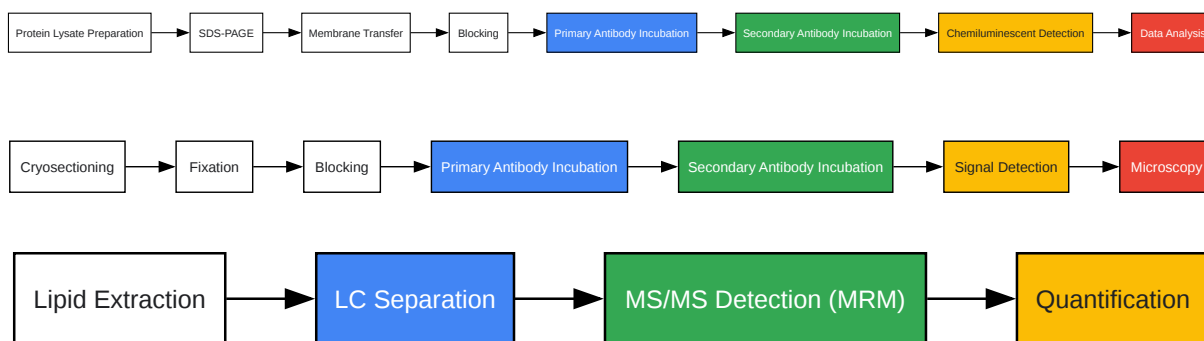 Protein Lysate Preparation
SDS-PAGE
Membrane Transfer
Blocking
Primary Antibody Incubation
Secondary Antibody Incubation
Chemiluminescent Detection
Data Analysis
Cryosectioning
Fixation
Blocking
Primary Antibody Incubation
Secondary Antibody Incubation
Signal Detection
Microscopy
Lipid Extraction
LC Separation
MS/MS Detection (MRM)
Quantification